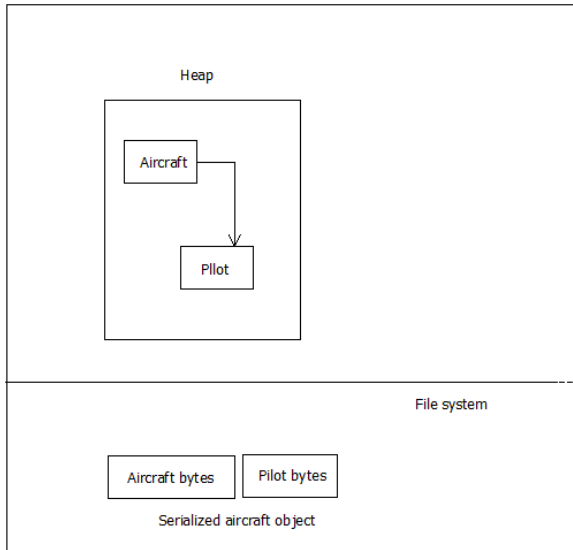 Heap
Aircraft
PIlot
File system
Aircraft bytes
Pilot bytes
Serialized aircraft object